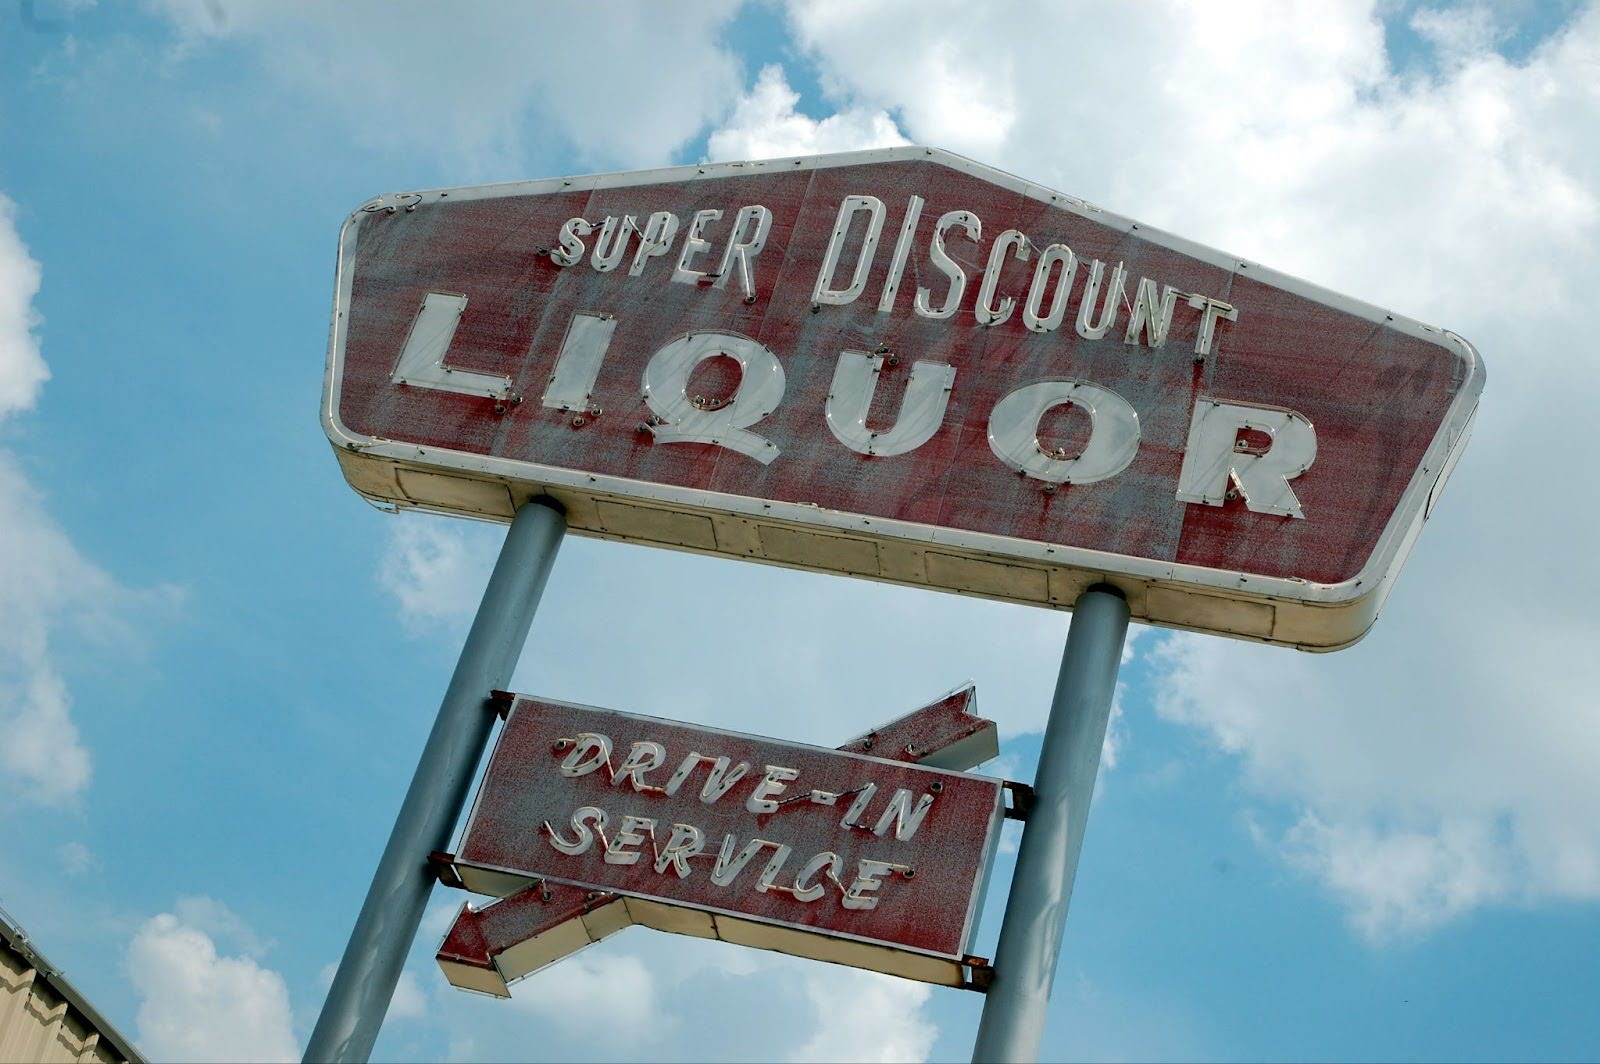 SUPER DISCOUNT
LIQUOR
DRIVE-IN
SERVICE